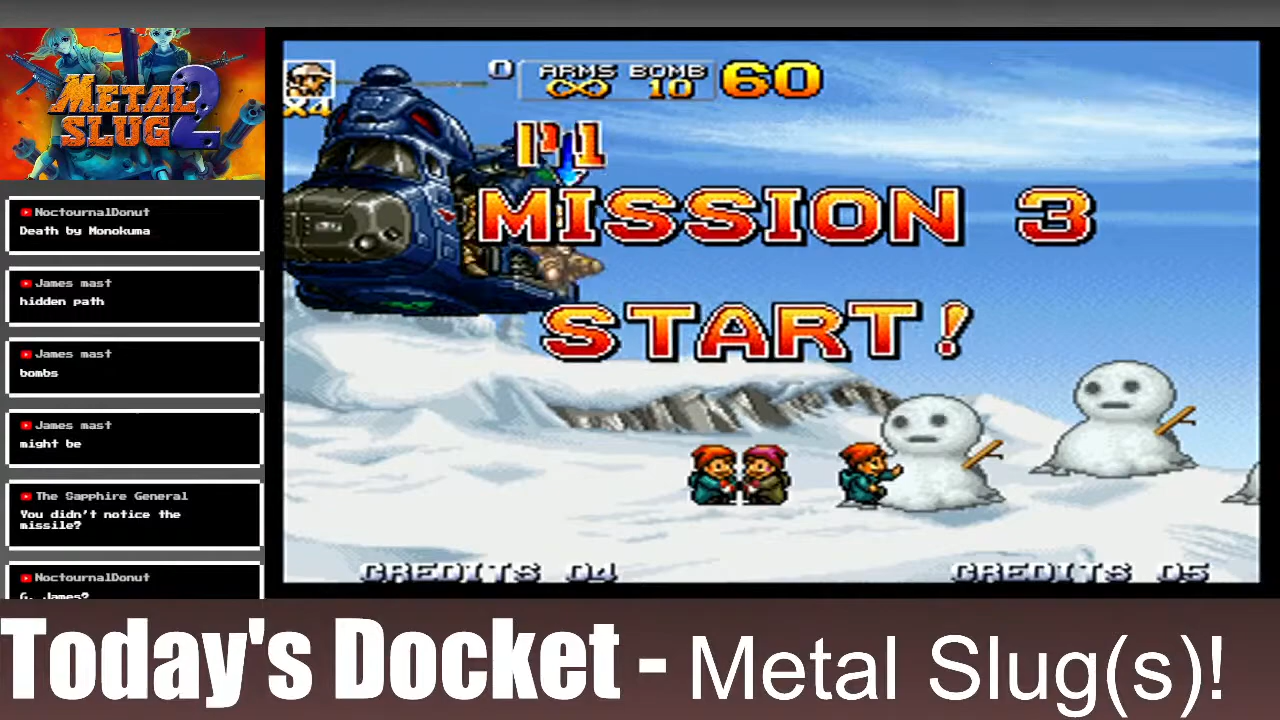 METAL
SLUG 2
NoctournalDonut
Death by Monokuma
James mast
hidden path
James mast
bombs
James mast
might be
The Sapphire General
You didn't notice the
missile?
NoctournalDonut
G. James?
X4
0
ARMS BOMB
∞ 10
60
P1
MISSION 3
START!
CREDITS 04
CREDITS 05
Today's Docket - Metal Slug(s)!